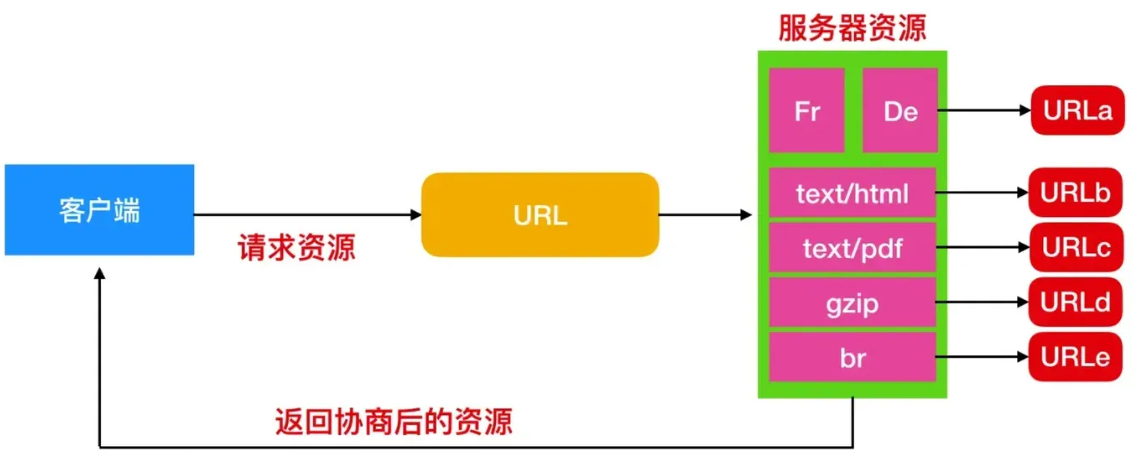 服务器资源
Fr
De
URLa
客户端
请求资源
URL
text/html
URLb
text/pdf
URLc
gzip
URLd
br
URLe
返回协商后的资源